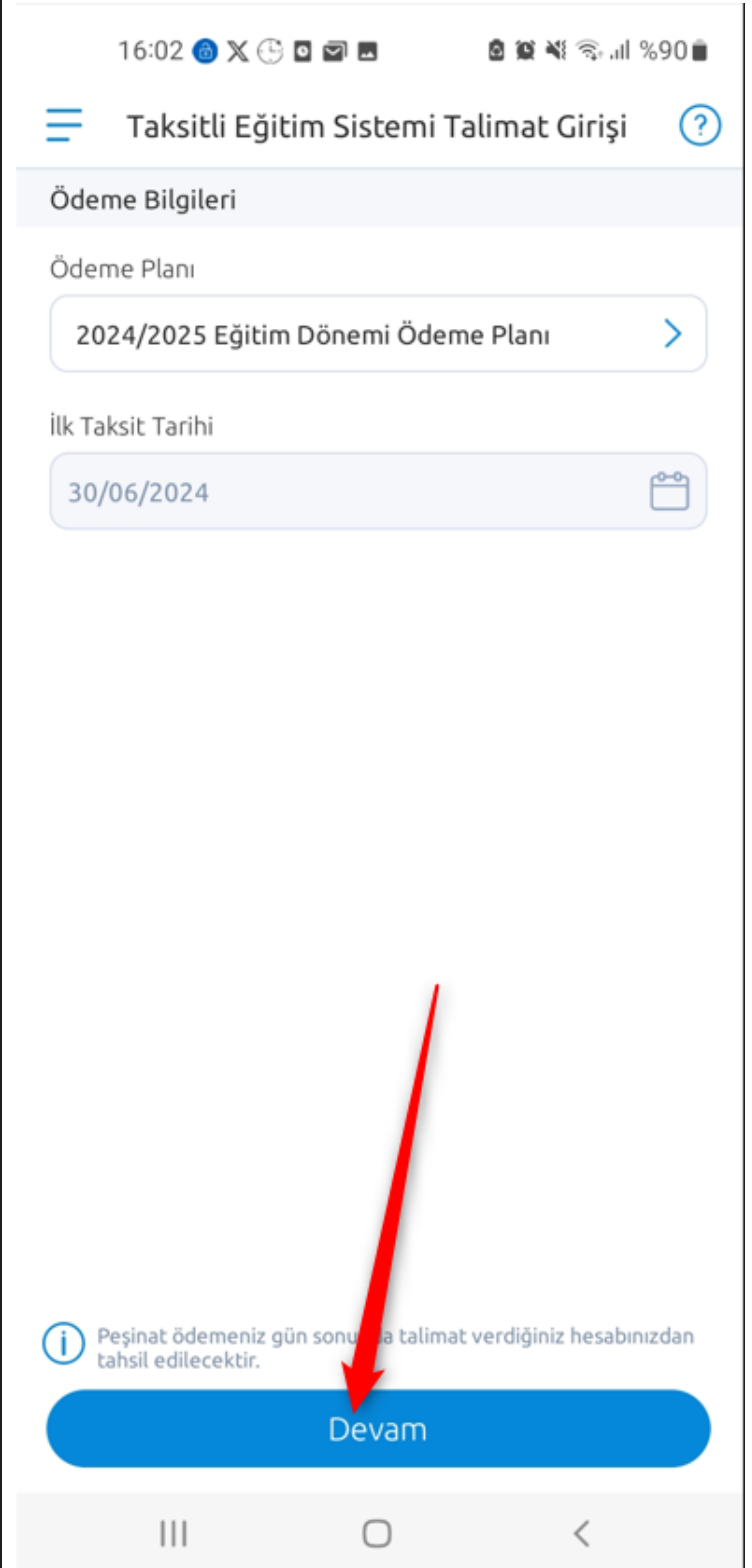 16:02 %90
Taksitli Eğitim Sistemi Talimat Girişi ?
Ödeme Bilgileri
Ödeme Planı
2024/2025 Eğitim Dönemi Ödeme Planı
İlk Taksit Tarihi
30/06/2024
Peşinat ödemeniz gün sonunda talimat verdiğiniz hesabınızdan
tahsil edilecektir.
Devam